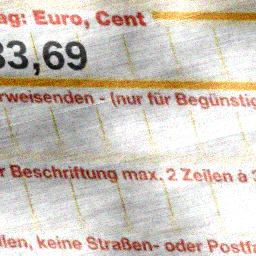 ag: Euro, Cent
33,69
rweisenden - (nur für Begünstig
r Beschriftung max. 2 Zeilen à 3
ilen, keine Straßen- oder Postfa